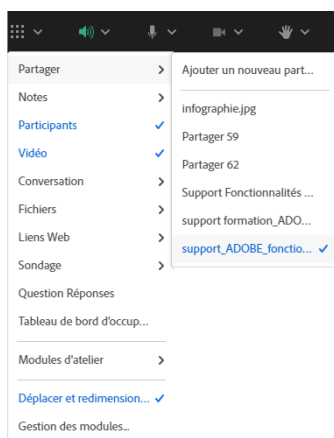 Partager
Notes
Participants
Vidéo
Conversation
Fichiers
Liens Web
Sondage
Question Réponses
Tableau de bord d'occup...
Modules d'atelier
Déplacer et redimension...
Gestion des modules...
Ajouter un nouveau part...
infographie.jpg
Partager 59
Partager 62
Support Fonctionnalités ...
support formation_ADO...
support_ADOBE_fonctio...